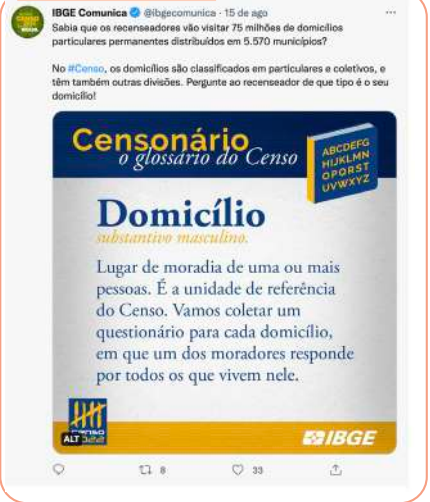 IBGE Comunica @ibgecomunica · 15 de ago
Sabia que os recenseadores vão visitar 75 milhões de domicílios
particulares permanentes distribuídos em 5.570 municípios?
No #Censo, os domicílios são classificados em particulares e coletivos, e
têm também outras divisões. Pergunte ao recenseador de que tipo é o seu
domicílio!
Censonário
o glossário do Censo
ABCDEFG
HIJKLMN
OPQRST
UVWXYZ
Domicílio
substantivo masculino.
Lugar de moradia de uma ou mais
pessoas. É a unidade de referência
do Censo. Vamos coletar um
questionário para cada domicílio,
em que um dos moradores responde
por todos os que vivem nele.
CENSO
ALT
IBGE
8
33